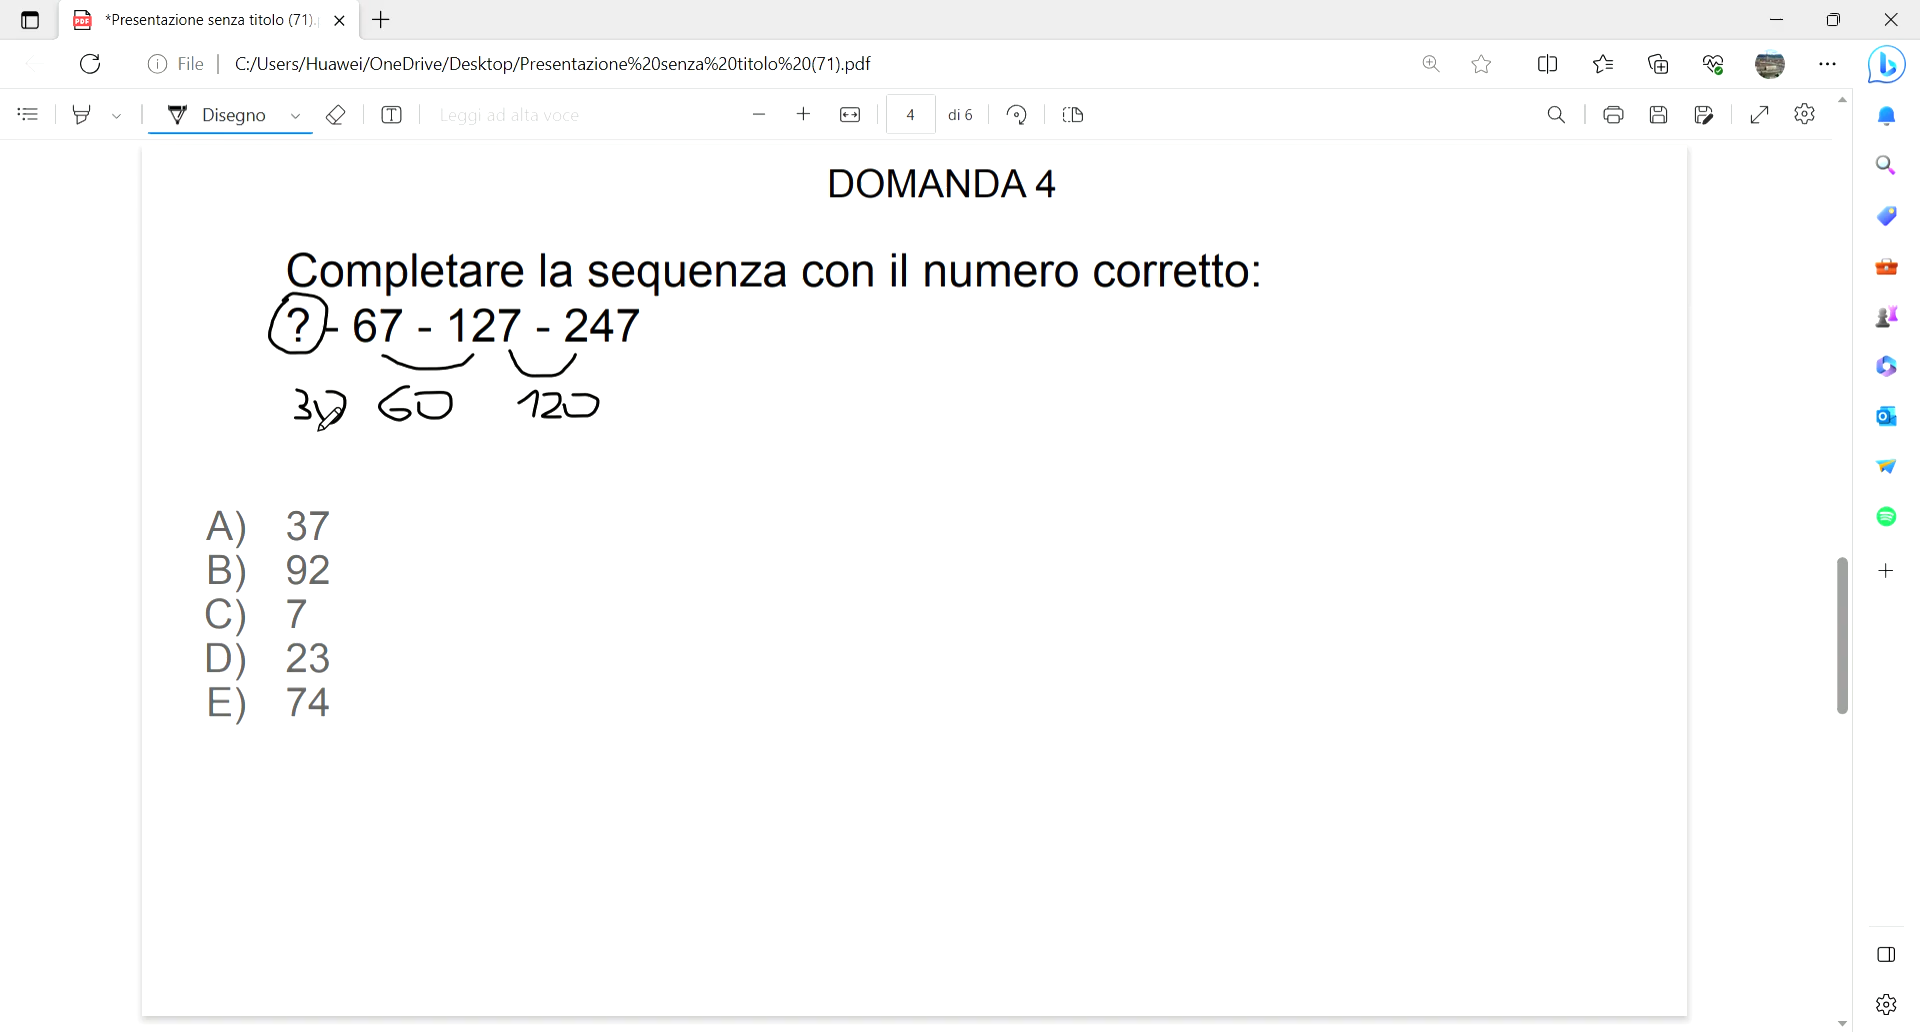 *Presentazione senza titolo (71).
File
C:/Users/Huawei/OneDrive/Desktop/Presentazione%20senza%20titolo%20(71).pdf
Disegno
Leggi ad alta voce
4 di 6
DOMANDA 4
Completare la sequenza con il numero corretto:
? - 67 - 127 - 247
30 60 120
A) 37
B) 92
C) 7
D) 23
E) 74